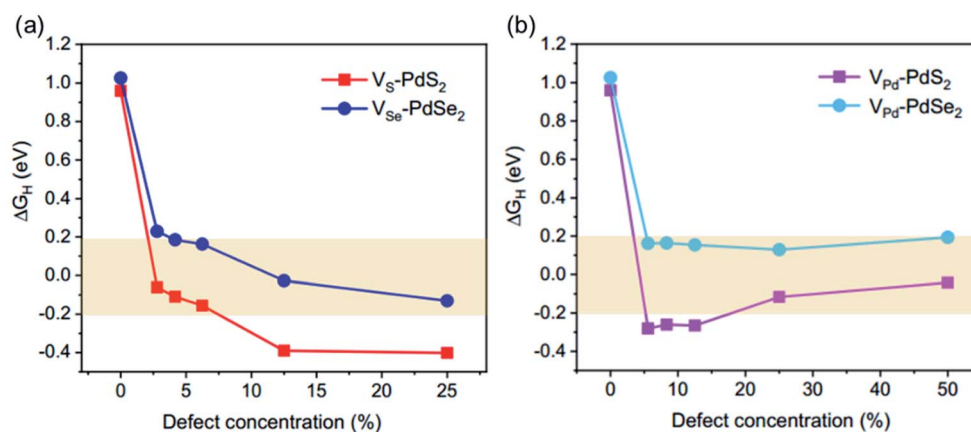 (a)
1.2
1.0
0.8
0.6
0.4
0.2
0.0
-0.2
-0.4
ΔG_H (eV)
V_S-PdS_2
V_Se-PdSe_2
0 5 10 15 20 25
Defect concentration (%)
(b)
1.2
1.0
0.8
0.6
0.4
0.2
0.0
-0.2
-0.4
ΔG_H (eV)
V_Pd-PdS_2
V_Pd-PdSe_2
0 10 20 30 40 50
Defect concentration (%)